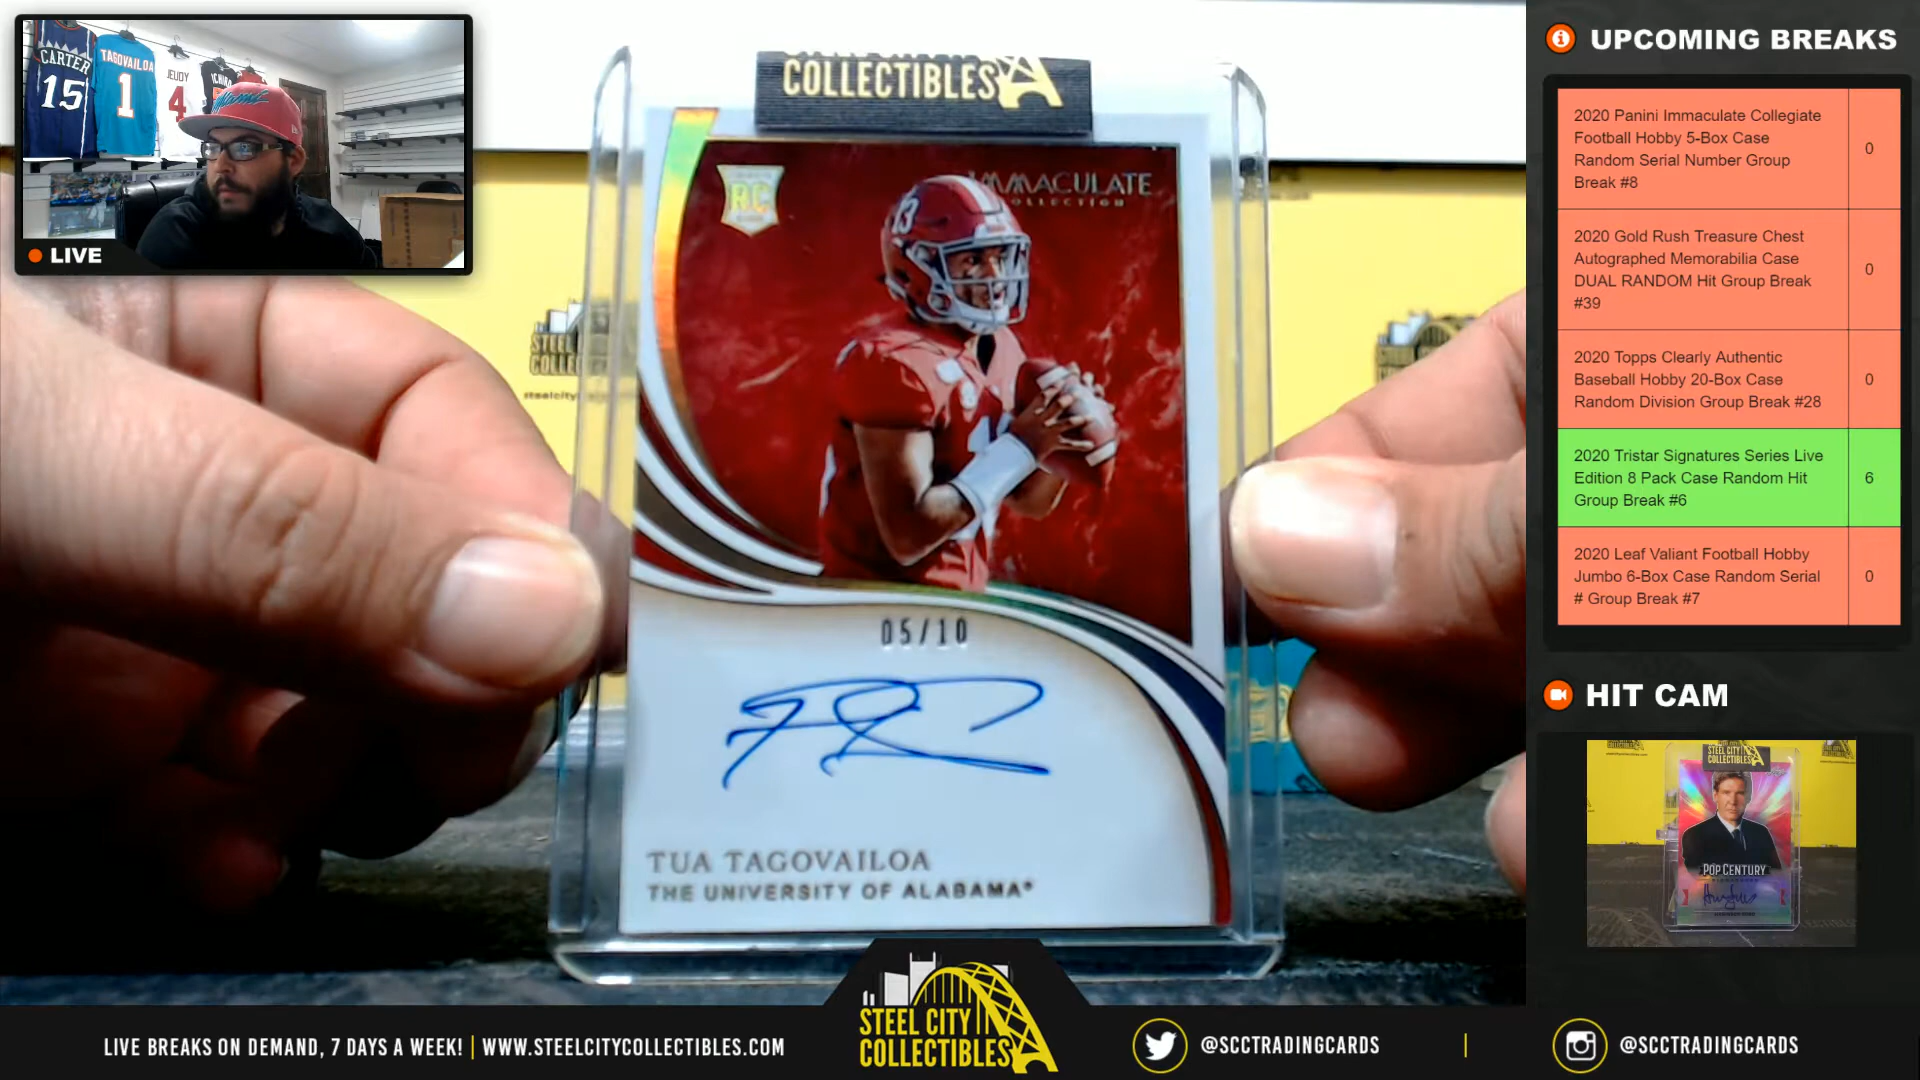 CARTER
15
TAGOVAILOA
1
JEUDY
4
LIVE
COLLECTIBLES
RC
IMMACULATE
COLLECTION
13
05/10
TUA TAGOVAILOA
THE UNIVERSITY OF ALABAMA®
UPCOMING BREAKS
2020 Panini Immaculate Collegiate
Football Hobby 5-Box Case
Random Serial Number Group
Break #8
0
2020 Gold Rush Treasure Chest
Autographed Memorabilia Case
DUAL RANDOM Hit Group Break
#39
0
2020 Topps Clearly Authentic
Baseball Hobby 20-Box Case
Random Division Group Break #28
0
2020 Tristar Signatures Series Live
Edition 8 Pack Case Random Hit
Group Break #6
6
2020 Leaf Valiant Football Hobby
Jumbo 6-Box Case Random Serial
# Group Break #7
0
HIT CAM
STEEL CITY
COLLECTIBLES
POP CENTURY
LIVE BREAKS ON DEMAND, 7 DAYS A WEEK! | WWW.STEELCITYCOLLECTIBLES.COM
STEEL CITY
COLLECTIBLES
@SCCTRADINGCARDS
@SCCTRADINGCARDS